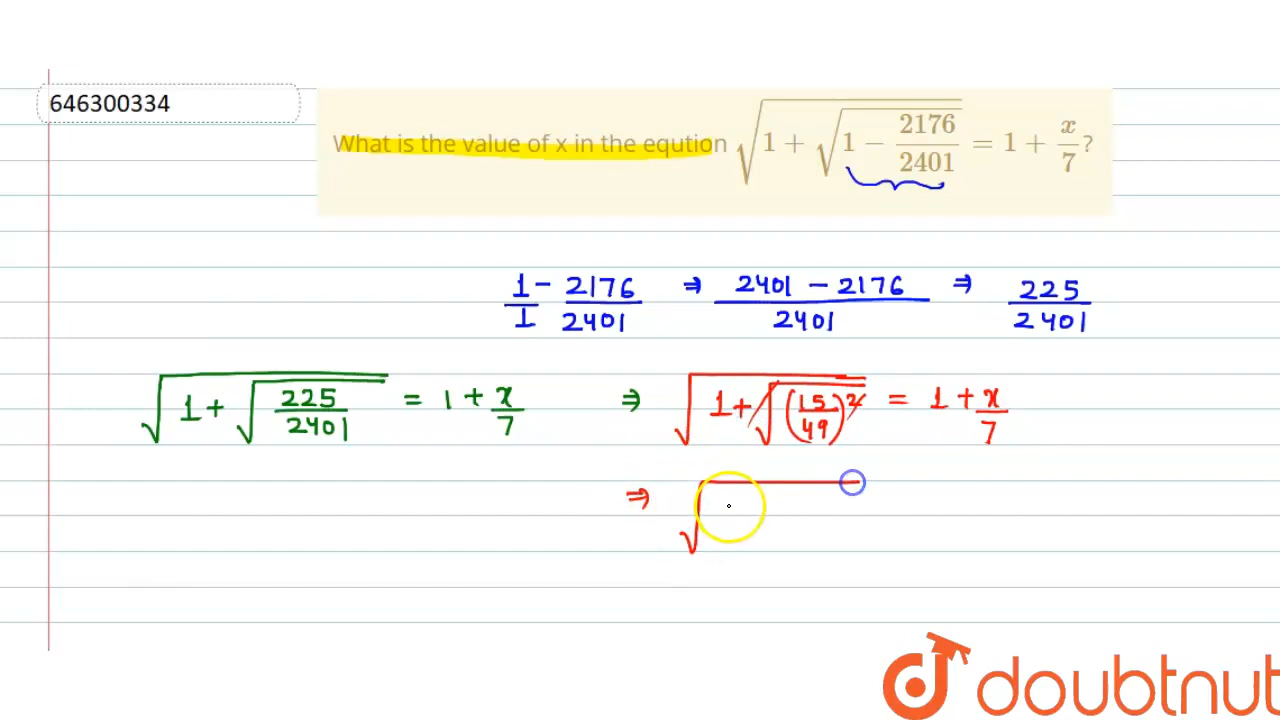 646300334
What is the value of x in the eqution √(1 + √(1 − 2176/2401)) = 1 + x/7?
1/1 − 2176/2401 ⇒ (2401 − 2176)/2401 ⇒ 225/2401
√(1 + √(225/2401)) = 1 + x/7 ⇒ √(1 + √((15/49)²)) = 1 + x/7
⇒ √
doubtnut